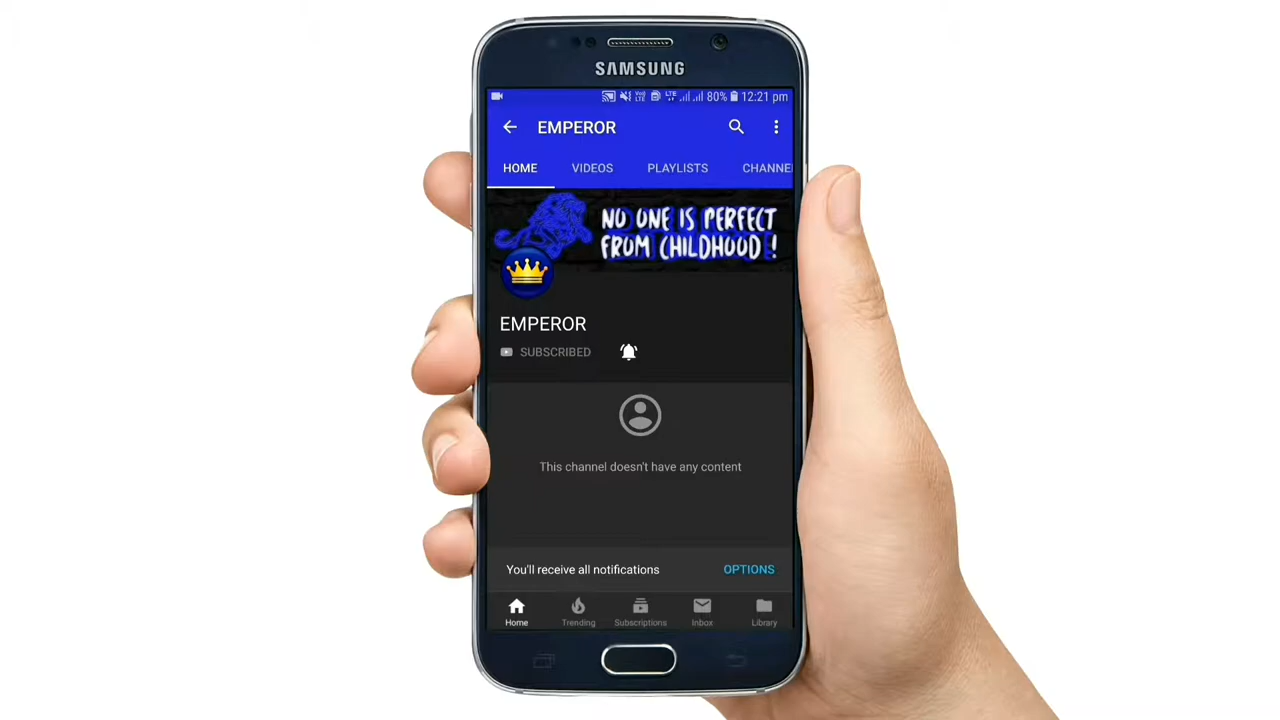 SAMSUNG
LTE 80% 12:21 pm
EMPEROR
HOME VIDEOS PLAYLISTS CHANNE
NO ONE IS PERFECT
FROM CHILDHOOD !
EMPEROR
SUBSCRIBED
This channel doesn't have any content
You'll receive all notifications OPTIONS
Home Trending Subscriptions Inbox Library